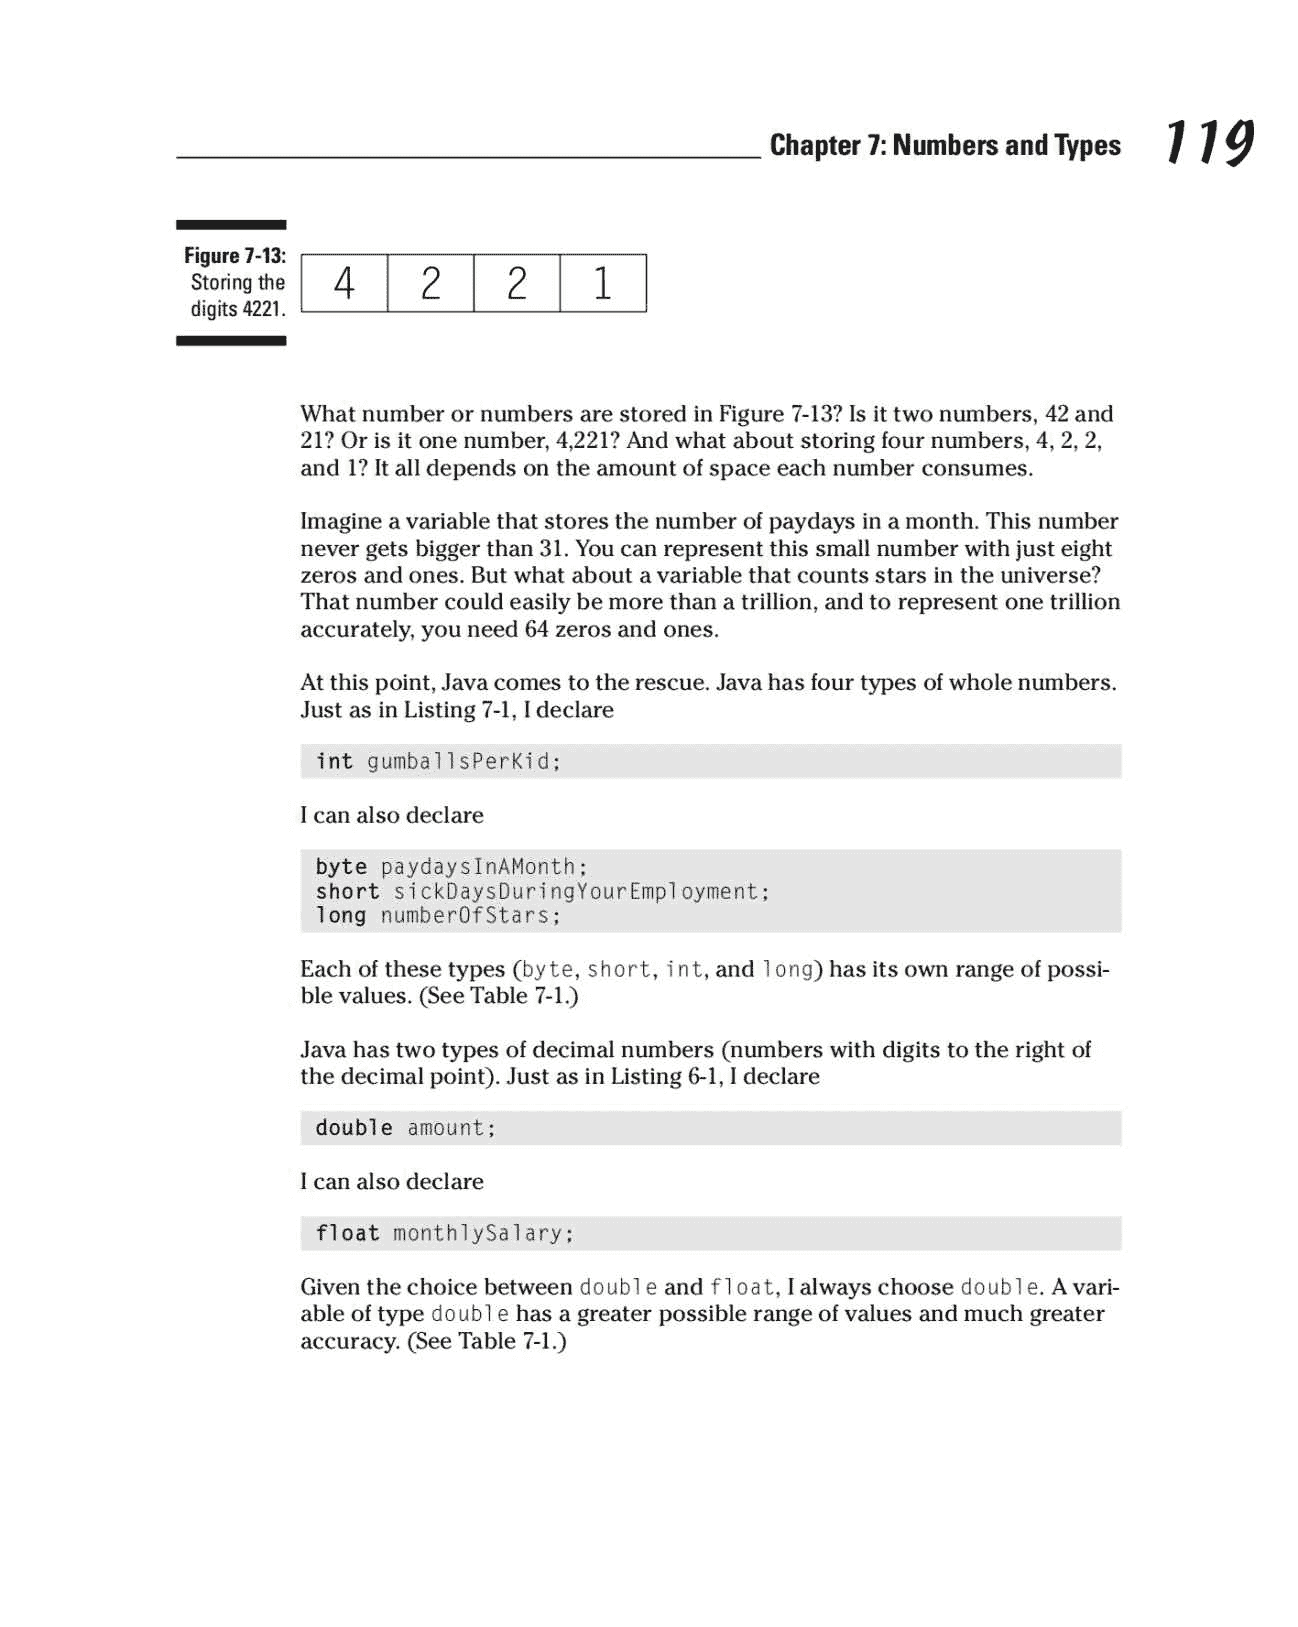 Chapter 7: Numbers and Types 119
Figure 7-13:
Storing the
digits 4221.
4 2 2 1
What number or numbers are stored in Figure 7-13? Is it two numbers, 42 and
21? Or is it one number, 4,221? And what about storing four numbers, 4, 2, 2,
and 1? It all depends on the amount of space each number consumes.
Imagine a variable that stores the number of paydays in a month. This number
never gets bigger than 31. You can represent this small number with just eight
zeros and ones. But what about a variable that counts stars in the universe?
That number could easily be more than a trillion, and to represent one trillion
accurately, you need 64 zeros and ones.
At this point, Java comes to the rescue. Java has four types of whole numbers.
Just as in Listing 7-1, I declare
int gumballsPerKid;
I can also declare
byte paydaysInAMonth;
short sickDaysDuringYourEmployment;
long numberOfStars;
Each of these types (byte, short, int, and long) has its own range of possi-
ble values. (See Table 7-1.)
Java has two types of decimal numbers (numbers with digits to the right of
the decimal point). Just as in Listing 6-1, I declare
double amount;
I can also declare
float monthlySalary;
Given the choice between double and float, I always choose double. A vari-
able of type double has a greater possible range of values and much greater
accuracy. (See Table 7-1.)